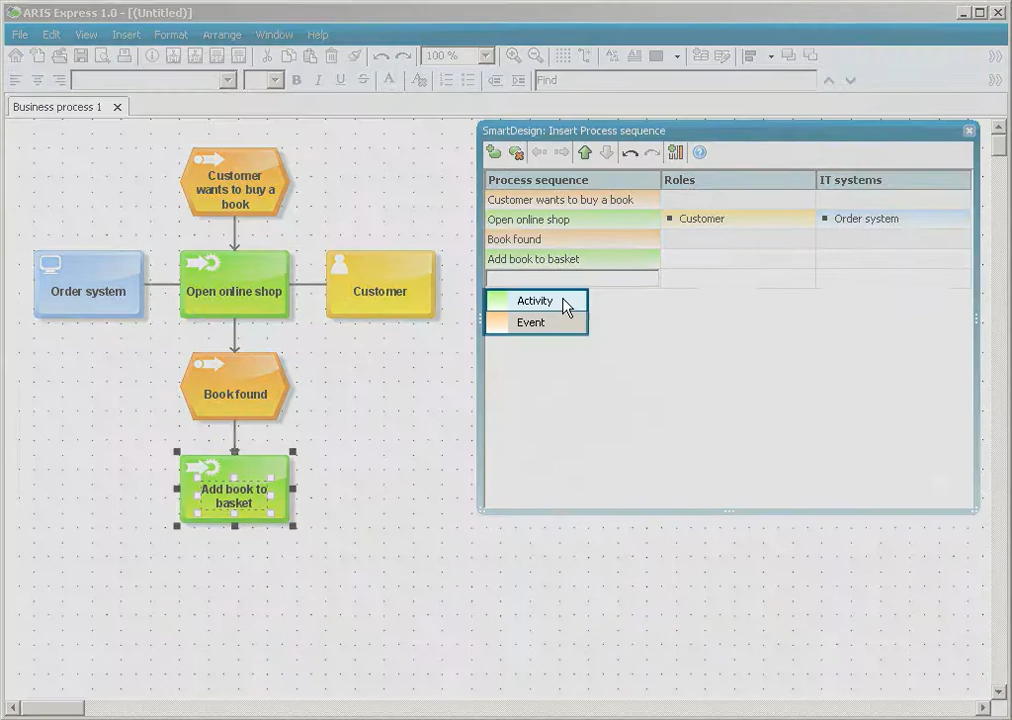 ARIS Express 1.0 - [(Untitled)]
File Edit View Insert Format Arrange Window Help
100 %
Find
Business process 1
SmartDesign: Insert Process sequence
Process sequence Roles IT systems
Customer wants to buy a book
Open online shop Customer Order system
Book found
Add book to basket
Activity
Event
Customer
wants to buy a
book
Order system
Open online shop
Customer
Book found
Add book to
basket